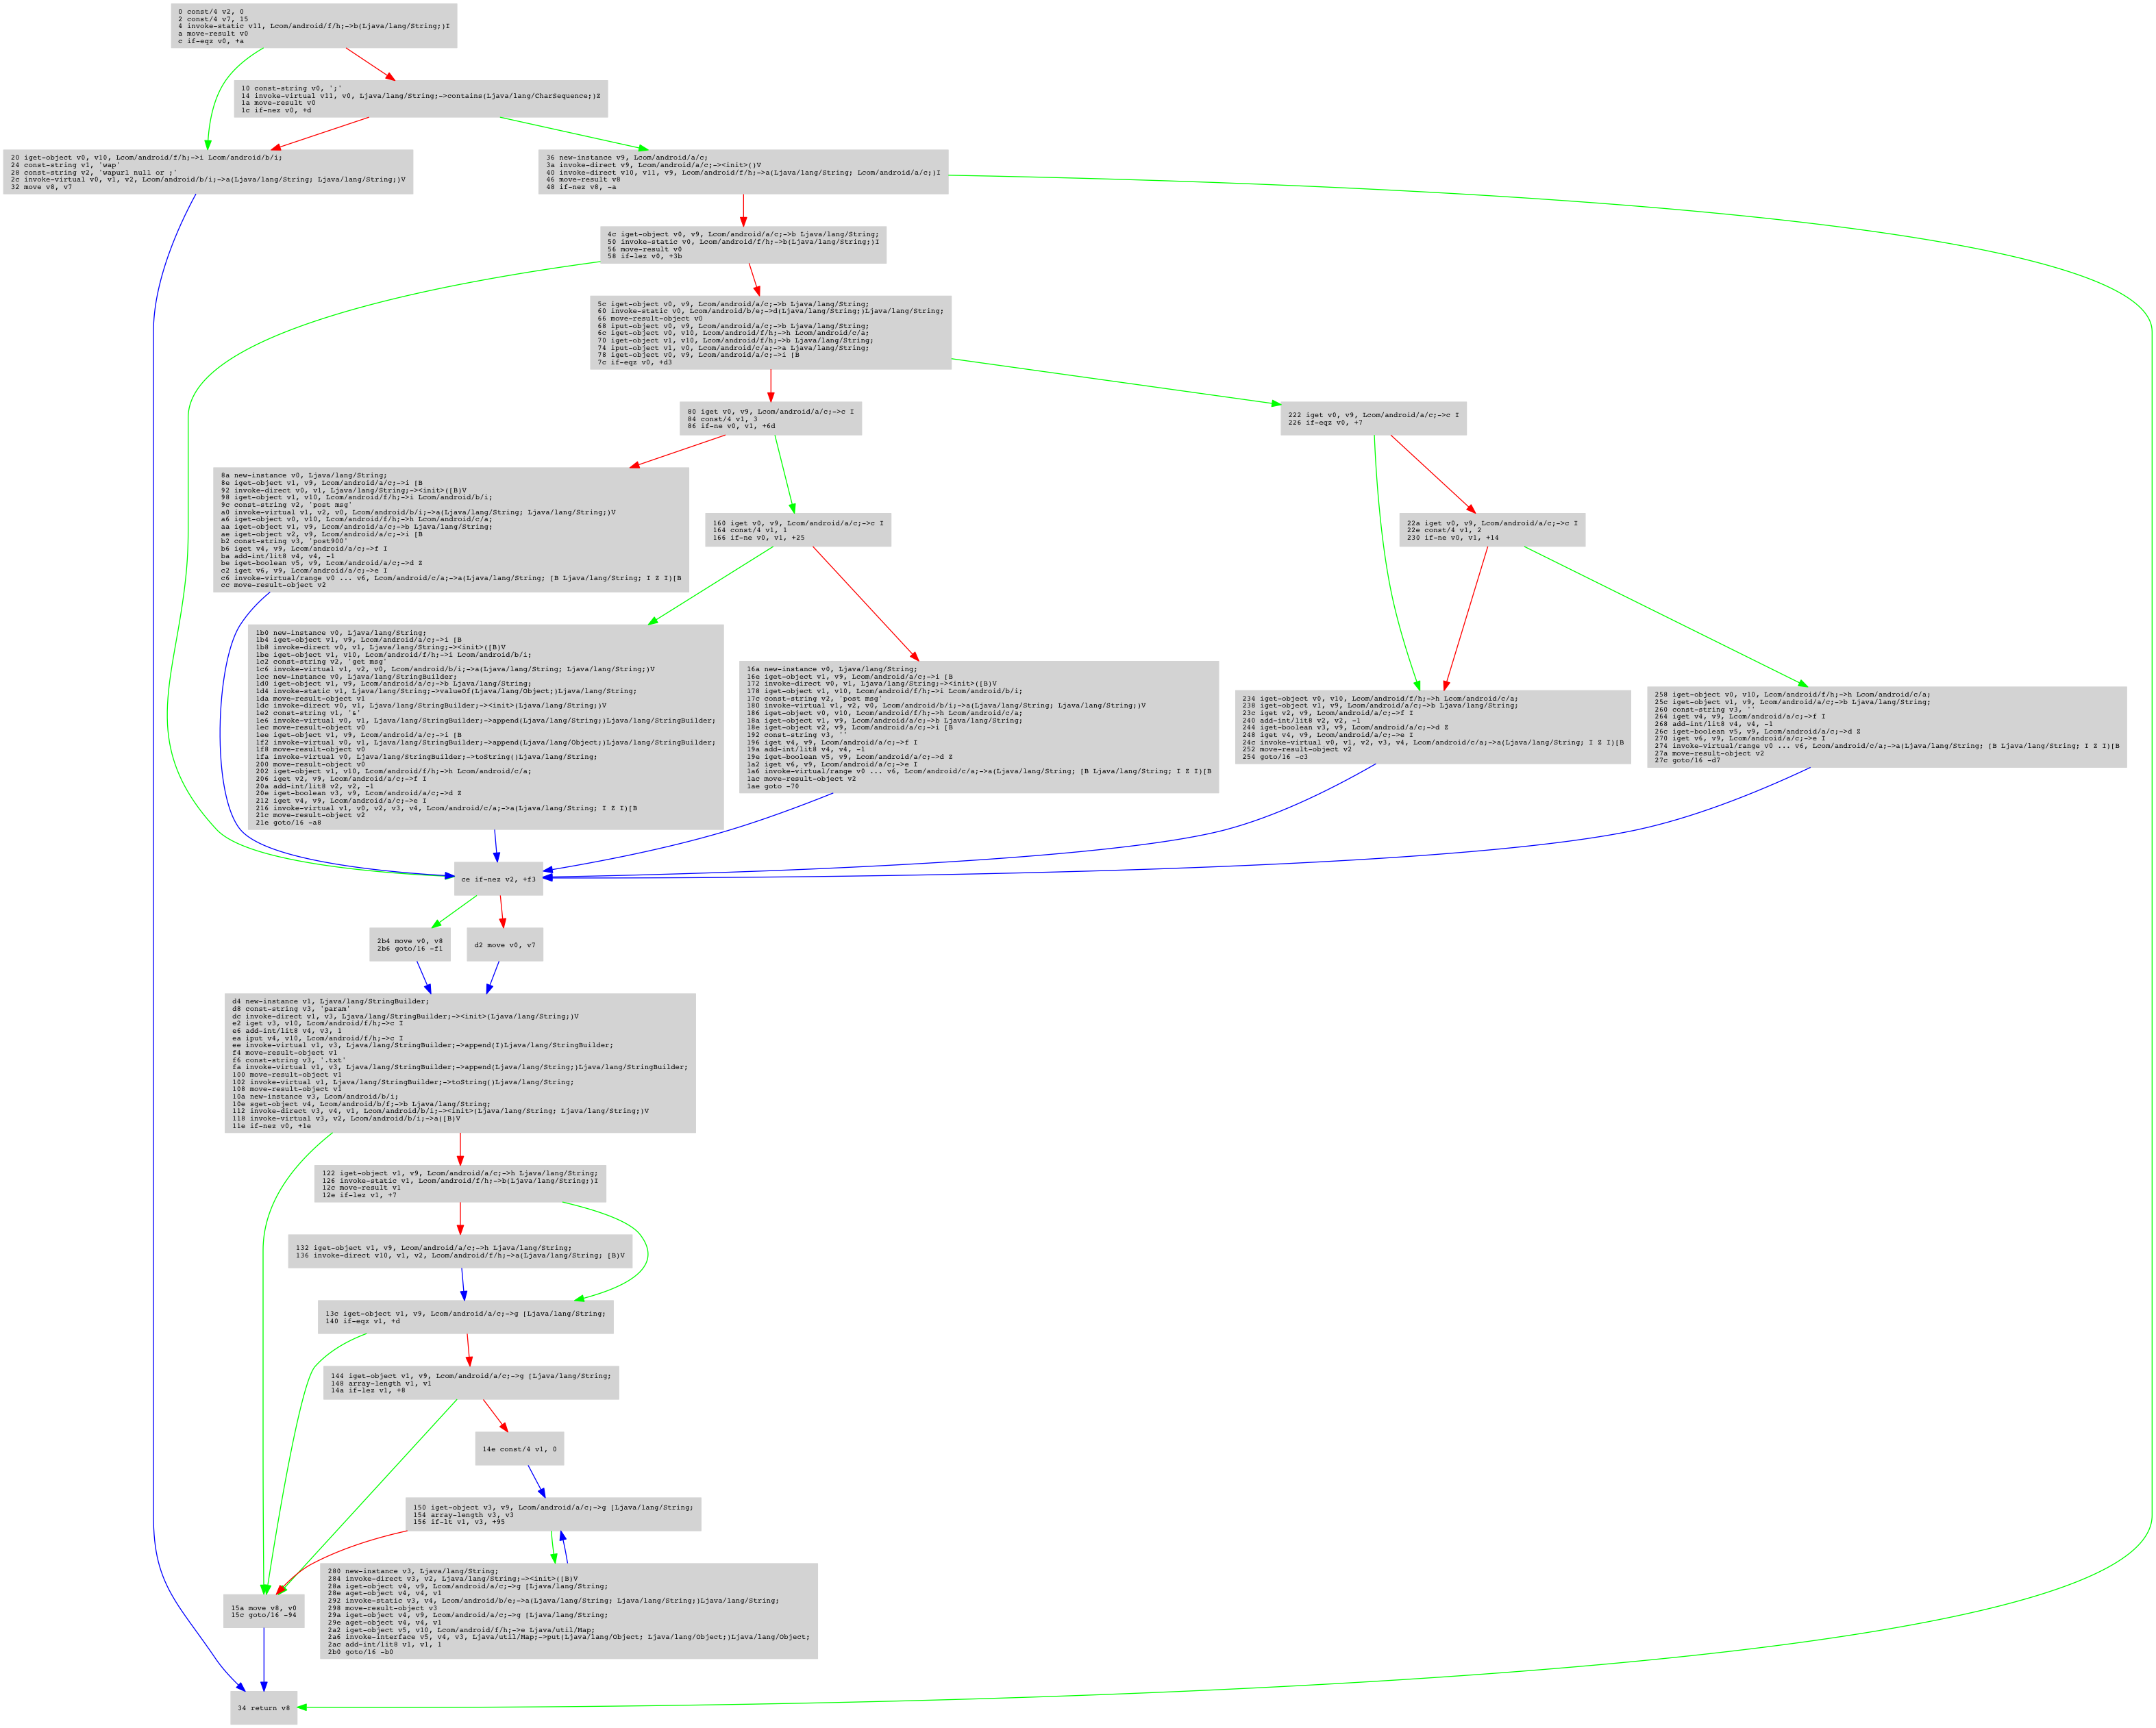 0 const/4 v2, 0
2 const/4 v7, 15
4 invoke-static v11, Lcom/android/f/h;->b(Ljava/lang/String;)I
a move-result v0
c if-eqz v0, +a
10 const-string v0, ';'
14 invoke-virtual v11, v0, Ljava/lang/String;->contains(Ljava/lang/CharSequence;)Z
1a move-result v0
1c if-nez v0, +d
20 iget-object v0, v10, Lcom/android/f/h;->i Lcom/android/b/i;
24 const-string v1, 'wap'
28 const-string v2, 'wapurl null or ;'
2c invoke-virtual v0, v1, v2, Lcom/android/b/i;->a(Ljava/lang/String; Ljava/lang/String;)V
32 move v8, v7
36 new-instance v9, Lcom/android/a/c;
3a invoke-direct v9, Lcom/android/a/c;-><init>()V
40 invoke-direct v10, v11, v9, Lcom/android/f/h;->a(Ljava/lang/String; Lcom/android/a/c;)I
46 move-result v8
48 if-nez v8, -a
4c iget-object v0, v9, Lcom/android/a/c;->b Ljava/lang/String;
50 invoke-static v0, Lcom/android/f/h;->b(Ljava/lang/String;)I
56 move-result v0
58 if-lez v0, +3b
5c iget-object v0, v9, Lcom/android/a/c;->b Ljava/lang/String;
60 invoke-static v0, Lcom/android/b/e;->d(Ljava/lang/String;)Ljava/lang/String;
66 move-result-object v0
68 iput-object v0, v9, Lcom/android/a/c;->b Ljava/lang/String;
6c iget-object v0, v10, Lcom/android/f/h;->h Lcom/android/c/a;
70 iget-object v1, v10, Lcom/android/f/h;->b Ljava/lang/String;
74 iput-object v1, v0, Lcom/android/c/a;->a Ljava/lang/String;
78 iget-object v0, v9, Lcom/android/a/c;->i [B
7c if-eqz v0, +d3
80 iget v0, v9, Lcom/android/a/c;->c I
84 const/4 v1, 3
86 if-ne v0, v1, +6d
222 iget v0, v9, Lcom/android/a/c;->c I
226 if-eqz v0, +7
8a new-instance v0, Ljava/lang/String;
8e iget-object v1, v9, Lcom/android/a/c;->i [B
92 invoke-direct v0, v1, Ljava/lang/String;-><init>([B)V
98 iget-object v1, v10, Lcom/android/f/h;->i Lcom/android/b/i;
9c const-string v2, 'post msg'
a0 invoke-virtual v1, v2, v0, Lcom/android/b/i;->a(Ljava/lang/String; Ljava/lang/String;)V
a6 iget-object v0, v10, Lcom/android/f/h;->h Lcom/android/c/a;
aa iget-object v1, v9, Lcom/android/a/c;->b Ljava/lang/String;
ae iget-object v2, v9, Lcom/android/a/c;->i [B
b2 const-string v3, 'post900'
b6 iget v4, v9, Lcom/android/a/c;->f I
ba add-int/lit8 v4, v4, -1
be iget-boolean v5, v9, Lcom/android/a/c;->d Z
c2 iget v6, v9, Lcom/android/a/c;->e I
c6 invoke-virtual/range v0 ... v6, Lcom/android/c/a;->a(Ljava/lang/String; [B Ljava/lang/String; I Z I)[B
cc move-result-object v2
160 iget v0, v9, Lcom/android/a/c;->c I
164 const/4 v1, 1
166 if-ne v0, v1, +25
22a iget v0, v9, Lcom/android/a/c;->c I
22e const/4 v1, 2
230 if-ne v0, v1, +14
1b0 new-instance v0, Ljava/lang/String;
1b4 iget-object v1, v9, Lcom/android/a/c;->i [B
1b8 invoke-direct v0, v1, Ljava/lang/String;-><init>([B)V
1be iget-object v1, v10, Lcom/android/f/h;->i Lcom/android/b/i;
1c2 const-string v2, 'get msg'
1c6 invoke-virtual v1, v2, v0, Lcom/android/b/i;->a(Ljava/lang/String; Ljava/lang/String;)V
1cc new-instance v0, Ljava/lang/StringBuilder;
1d0 iget-object v1, v9, Lcom/android/a/c;->b Ljava/lang/String;
1d4 invoke-static v1, Ljava/lang/String;->valueOf(Ljava/lang/Object;)Ljava/lang/String;
1da move-result-object v1
1dc invoke-direct v0, v1, Ljava/lang/StringBuilder;-><init>(Ljava/lang/String;)V
1e2 const-string v1, '&'
1e6 invoke-virtual v0, v1, Ljava/lang/StringBuilder;->append(Ljava/lang/String;)Ljava/lang/StringBuilder;
1ec move-result-object v0
1ee iget-object v1, v9, Lcom/android/a/c;->i [B
1f2 invoke-virtual v0, v1, Ljava/lang/StringBuilder;->append(Ljava/lang/Object;)Ljava/lang/StringBuilder;
1f8 move-result-object v0
1fa invoke-virtual v0, Ljava/lang/StringBuilder;->toString()Ljava/lang/String;
200 move-result-object v0
202 iget-object v1, v10, Lcom/android/f/h;->h Lcom/android/c/a;
206 iget v2, v9, Lcom/android/a/c;->f I
20a add-int/lit8 v2, v2, -1
20e iget-boolean v3, v9, Lcom/android/a/c;->d Z
212 iget v4, v9, Lcom/android/a/c;->e I
216 invoke-virtual v1, v0, v2, v3, v4, Lcom/android/c/a;->a(Ljava/lang/String; I Z I)[B
21c move-result-object v2
21e goto/16 -a8
16a new-instance v0, Ljava/lang/String;
16e iget-object v1, v9, Lcom/android/a/c;->i [B
172 invoke-direct v0, v1, Ljava/lang/String;-><init>([B)V
178 iget-object v1, v10, Lcom/android/f/h;->i Lcom/android/b/i;
17c const-string v2, 'post msg'
180 invoke-virtual v1, v2, v0, Lcom/android/b/i;->a(Ljava/lang/String; Ljava/lang/String;)V
186 iget-object v0, v10, Lcom/android/f/h;->h Lcom/android/c/a;
18a iget-object v1, v9, Lcom/android/a/c;->b Ljava/lang/String;
18e iget-object v2, v9, Lcom/android/a/c;->i [B
192 const-string v3, ''
196 iget v4, v9, Lcom/android/a/c;->f I
19a add-int/lit8 v4, v4, -1
19e iget-boolean v5, v9, Lcom/android/a/c;->d Z
1a2 iget v6, v9, Lcom/android/a/c;->e I
1a6 invoke-virtual/range v0 ... v6, Lcom/android/c/a;->a(Ljava/lang/String; [B Ljava/lang/String; I Z I)[B
1ac move-result-object v2
1ae goto -70
234 iget-object v0, v10, Lcom/android/f/h;->h Lcom/android/c/a;
238 iget-object v1, v9, Lcom/android/a/c;->b Ljava/lang/String;
23c iget v2, v9, Lcom/android/a/c;->f I
240 add-int/lit8 v2, v2, -1
244 iget-boolean v3, v9, Lcom/android/a/c;->d Z
248 iget v4, v9, Lcom/android/a/c;->e I
24c invoke-virtual v0, v1, v2, v3, v4, Lcom/android/c/a;->a(Ljava/lang/String; I Z I)[B
252 move-result-object v2
254 goto/16 -c3
258 iget-object v0, v10, Lcom/android/f/h;->h Lcom/android/c/a;
25c iget-object v1, v9, Lcom/android/a/c;->b Ljava/lang/String;
260 const-string v3, ''
264 iget v4, v9, Lcom/android/a/c;->f I
268 add-int/lit8 v4, v4, -1
26c iget-boolean v5, v9, Lcom/android/a/c;->d Z
270 iget v6, v9, Lcom/android/a/c;->e I
274 invoke-virtual/range v0 ... v6, Lcom/android/c/a;->a(Ljava/lang/String; [B Ljava/lang/String; I Z I)[B
27a move-result-object v2
27c goto/16 -d7
ce if-nez v2, +f3
2b4 move v0, v8
2b6 goto/16 -f1
d2 move v0, v7
d4 new-instance v1, Ljava/lang/StringBuilder;
d8 const-string v3, 'param'
dc invoke-direct v1, v3, Ljava/lang/StringBuilder;-><init>(Ljava/lang/String;)V
e2 iget v3, v10, Lcom/android/f/h;->c I
e6 add-int/lit8 v4, v3, 1
ea iput v4, v10, Lcom/android/f/h;->c I
ee invoke-virtual v1, v3, Ljava/lang/StringBuilder;->append(I)Ljava/lang/StringBuilder;
f4 move-result-object v1
f6 const-string v3, '.txt'
fa invoke-virtual v1, v3, Ljava/lang/StringBuilder;->append(Ljava/lang/String;)Ljava/lang/StringBuilder;
100 move-result-object v1
102 invoke-virtual v1, Ljava/lang/StringBuilder;->toString()Ljava/lang/String;
108 move-result-object v1
10a new-instance v3, Lcom/android/b/i;
10e sget-object v4, Lcom/android/b/f;->b Ljava/lang/String;
112 invoke-direct v3, v4, v1, Lcom/android/b/i;-><init>(Ljava/lang/String; Ljava/lang/String;)V
118 invoke-virtual v3, v2, Lcom/android/b/i;->a([B)V
11e if-nez v0, +1e
122 iget-object v1, v9, Lcom/android/a/c;->h Ljava/lang/String;
126 invoke-static v1, Lcom/android/f/h;->b(Ljava/lang/String;)I
12c move-result v1
12e if-lez v1, +7
132 iget-object v1, v9, Lcom/android/a/c;->h Ljava/lang/String;
136 invoke-direct v10, v1, v2, Lcom/android/f/h;->a(Ljava/lang/String; [B)V
13c iget-object v1, v9, Lcom/android/a/c;->g [Ljava/lang/String;
140 if-eqz v1, +d
144 iget-object v1, v9, Lcom/android/a/c;->g [Ljava/lang/String;
148 array-length v1, v1
14a if-lez v1, +8
14e const/4 v1, 0
150 iget-object v3, v9, Lcom/android/a/c;->g [Ljava/lang/String;
154 array-length v3, v3
156 if-lt v1, v3, +95
280 new-instance v3, Ljava/lang/String;
284 invoke-direct v3, v2, Ljava/lang/String;-><init>([B)V
28a iget-object v4, v9, Lcom/android/a/c;->g [Ljava/lang/String;
28e aget-object v4, v4, v1
292 invoke-static v3, v4, Lcom/android/b/e;->a(Ljava/lang/String; Ljava/lang/String;)Ljava/lang/String;
298 move-result-object v3
29a iget-object v4, v9, Lcom/android/a/c;->g [Ljava/lang/String;
29e aget-object v4, v4, v1
2a2 iget-object v5, v10, Lcom/android/f/h;->e Ljava/util/Map;
2a6 invoke-interface v5, v4, v3, Ljava/util/Map;->put(Ljava/lang/Object; Ljava/lang/Object;)Ljava/lang/Object;
2ac add-int/lit8 v1, v1, 1
2b0 goto/16 -b0
15a move v8, v0
15c goto/16 -94
34 return v8